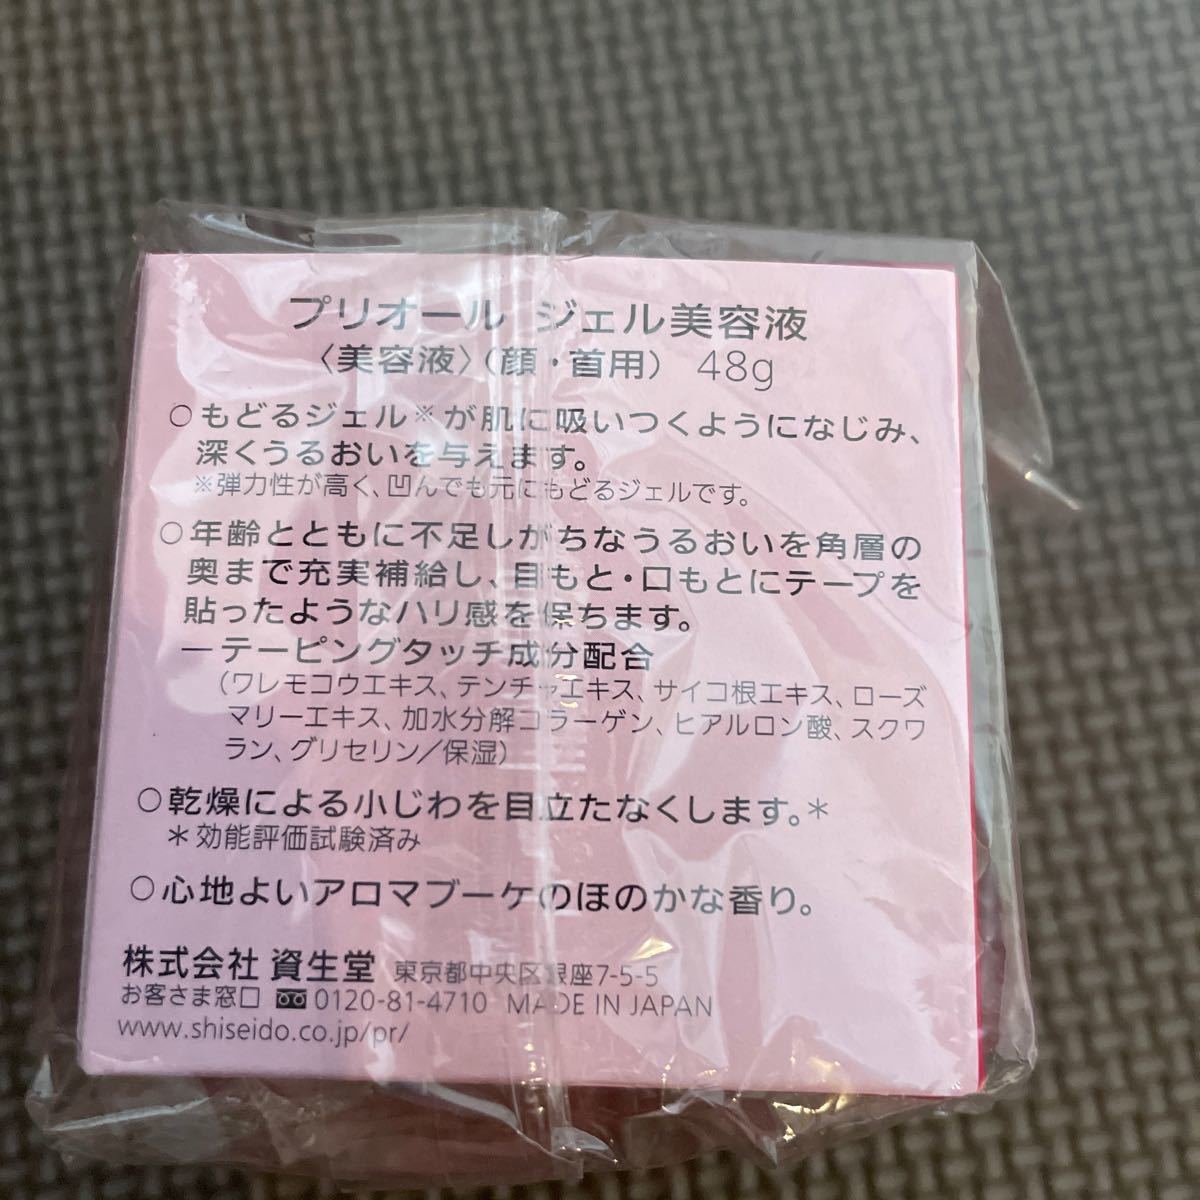 プリオール ジェル美容液
〈美容液〉（顔・首用） 48g
○もどるジェル※が肌に吸いつくようになじみ、
深くうるおいを与えます。
※弾力性が高く、凹んでも元にもどるジェルです。
○年齢とともに不足しがちなうるおいを角層の
奥まで充実補給し、目もと・口もとにテープを
貼ったようなハリ感を保ちます。
―テーピングタッチ成分配合
（ワレモコウエキス、テンチャエキス、サイコ根エキス、ローズ
マリーエキス、加水分解コラーゲン、ヒアルロン酸、スクワ
ラン、グリセリン／保湿）
○乾燥による小じわを目立たなくします。＊
＊効能評価試験済み
○心地よいアロマブーケのほのかな香り。
株式会社 資生堂 東京都中央区銀座7-5-5
お客さま窓口 0120-81-4710 MADE IN JAPAN
www.shiseido.co.jp/pr/